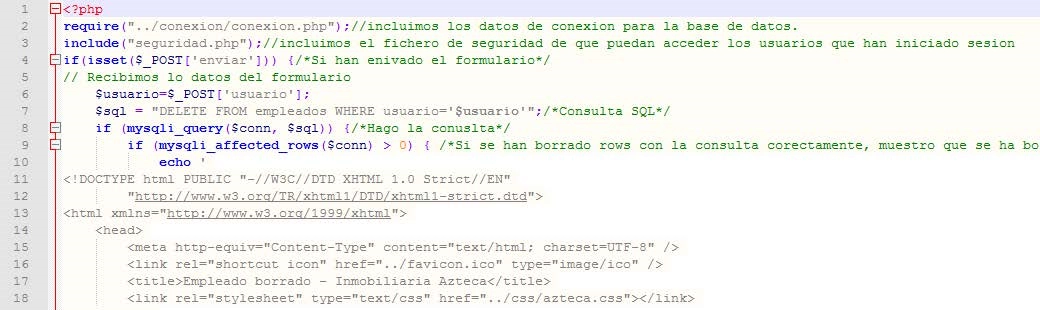 1 <?php
2 require("../conexion/conexion.php");//incluimos los datos de conexion para la base de datos.
3 include("seguridad.php");//incluimos el fichero de seguridad de que puedan acceder los usuarios que han iniciado sesion
4 if(isset($_POST['enviar'])) {/*Si han enivado el formulario*/
5 // Recibimos lo datos del formulario
6 $usuario=$_POST['usuario'];
7 $sql = "DELETE FROM empleados WHERE usuario='$usuario'";/*Consulta SQL*/
8 if (mysqli_query($conn, $sql)) {/*Hago la conuslta*/
9 if (mysqli_affected_rows($conn) > 0) { /*Si se han borrado rows con la consulta corectamente, muestro que se ha bo
10 echo '
11 <!DOCTYPE html PUBLIC "-//W3C//DTD XHTML 1.0 Strict//EN"
12 "http://www.w3.org/TR/xhtml1/DTD/xhtml1-strict.dtd">
13 <html xmlns="http://www.w3.org/1999/xhtml">
14 <head>
15 <meta http-equiv="Content-Type" content="text/html; charset=UTF-8" />
16 <link rel="shortcut icon" href="../favicon.ico" type="image/ico" />
17 <title>Empleado borrado - Inmobiliaria Azteca</title>
18 <link rel="stylesheet" type="text/css" href="../css/azteca.css"></link>